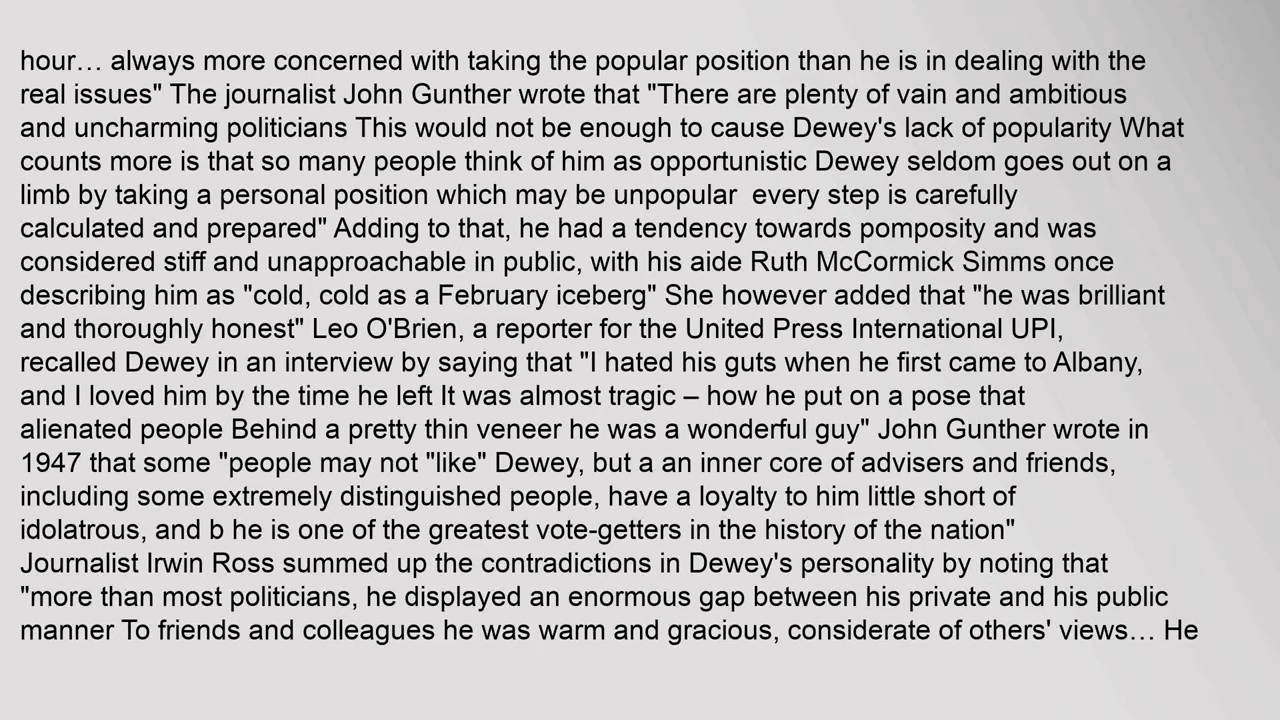 hour… always more concerned with taking the popular position than he is in dealing with the
real issues" The journalist John Gunther wrote that "There are plenty of vain and ambitious
and uncharming politicians This would not be enough to cause Dewey's lack of popularity What
counts more is that so many people think of him as opportunistic Dewey seldom goes out on a
limb by taking a personal position which may be unpopular  every step is carefully
calculated and prepared" Adding to that, he had a tendency towards pomposity and was
considered stiff and unapproachable in public, with his aide Ruth McCormick Simms once
describing him as "cold, cold as a February iceberg" She however added that "he was brilliant
and thoroughly honest" Leo O'Brien, a reporter for the United Press International UPI,
recalled Dewey in an interview by saying that "I hated his guts when he first came to Albany,
and I loved him by the time he left It was almost tragic – how he put on a pose that
alienated people Behind a pretty thin veneer he was a wonderful guy" John Gunther wrote in
1947 that some "people may not "like" Dewey, but a an inner core of advisers and friends,
including some extremely distinguished people, have a loyalty to him little short of
idolatrous, and b he is one of the greatest vote-getters in the history of the nation"
Journalist Irwin Ross summed up the contradictions in Dewey's personality by noting that
"more than most politicians, he displayed an enormous gap between his private and his public
manner To friends and colleagues he was warm and gracious, considerate of others' views… He